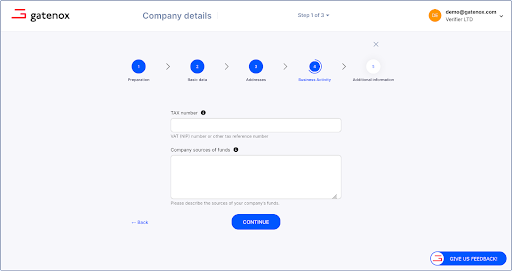 gatenox
Company details
Step 1 of 3
De
demo@gatenox.com
Verifier LTD
1
2
3
4
5
Preparation
Basic data
Addresses
Business Activity
Additional information
TAX number
VAT (NIP) number or other tax reference number
Company sources of funds
Please describe the sources of your company's funds.
← Back
CONTINUE
GIVE US FEEDBACK!